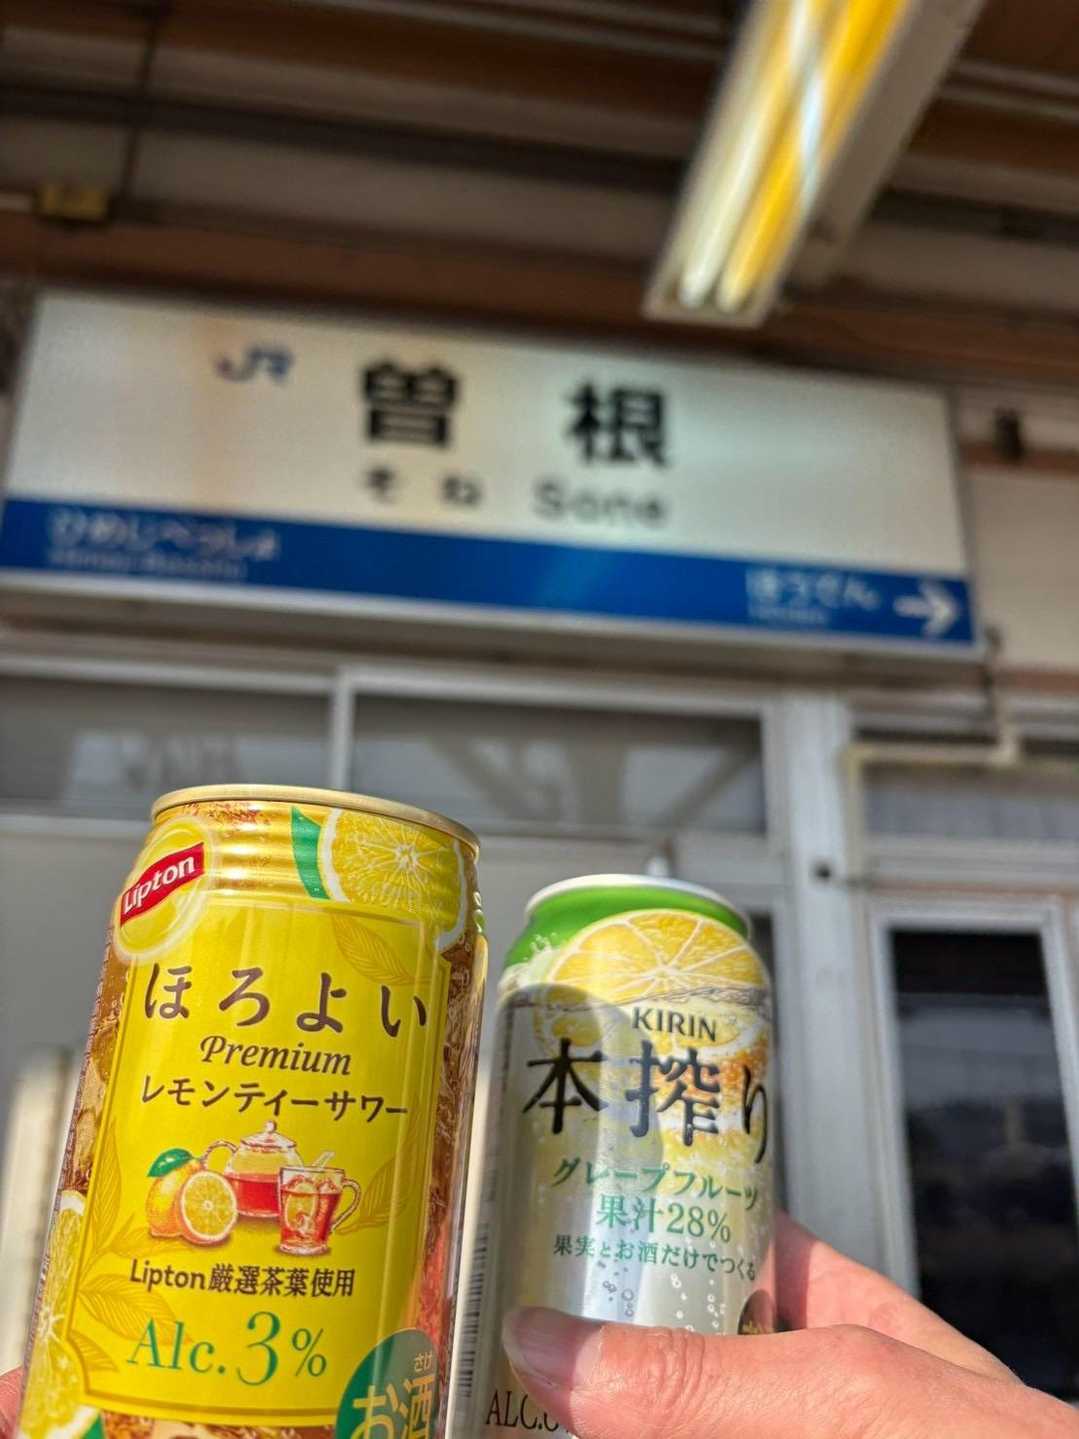 JR
曽根
そね Sone
ひめじべっしょ
ほうでん
Lipton
ほろよい
Premium
レモンティーサワー
Lipton厳選茶葉使用
Alc.3%
さけ
お酒
KIRIN
本搾り
グレープフルーツ
果汁28%
果実とお酒だけでつくる